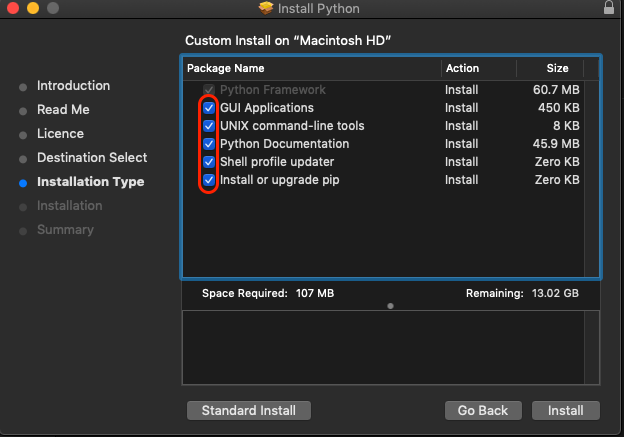 Install Python
Custom Install on “Macintosh HD”
Introduction
Read Me
Licence
Destination Select
Installation Type
Installation
Summary
Package Name Action Size
Python Framework Install 60.7 MB
GUI Applications Install 450 KB
UNIX command-line tools Install 8 KB
Python Documentation Install 45.9 MB
Shell profile updater Install Zero KB
Install or upgrade pip Install Zero KB
Space Required: 107 MB Remaining: 13.02 GB
Standard Install Go Back Install